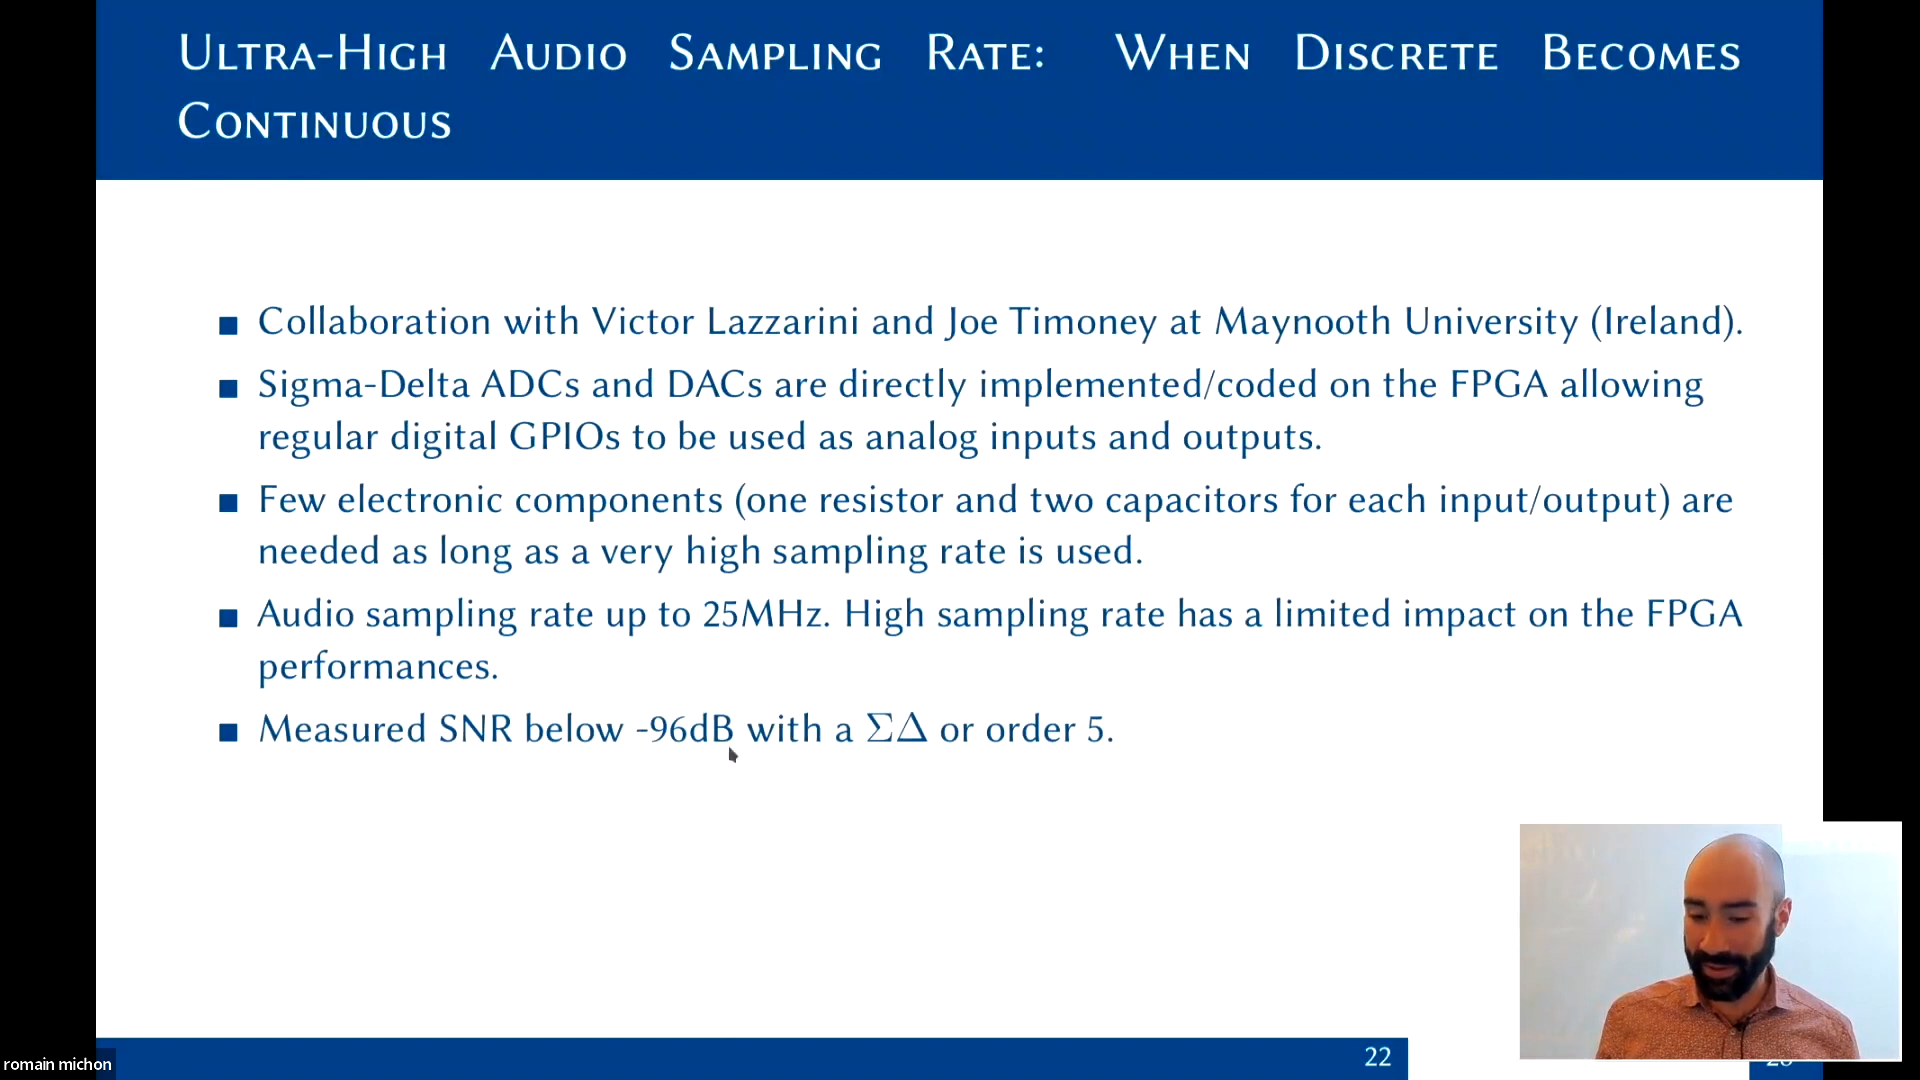 Ultra-High Audio Sampling Rate: When Discrete Becomes
Continuous
Collaboration with Victor Lazzarini and Joe Timoney at Maynooth University (Ireland).
Sigma-Delta ADCs and DACs are directly implemented/coded on the FPGA allowing
regular digital GPIOs to be used as analog inputs and outputs.
Few electronic components (one resistor and two capacitors for each input/output) are
needed as long as a very high sampling rate is used.
Audio sampling rate up to 25MHz. High sampling rate has a limited impact on the FPGA
performances.
Measured SNR below -96dB with a ΣΔ or order 5.
22
romain michon